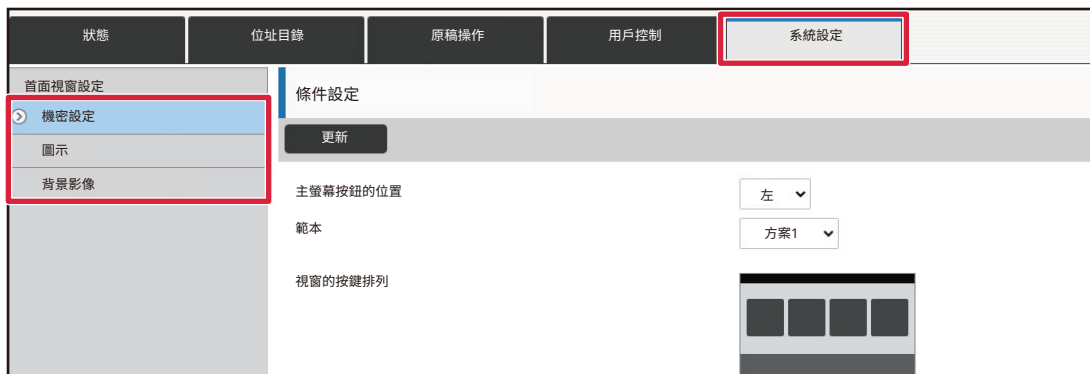 狀態
位址目錄
原稿操作
用戶控制
系統設定
首面視窗設定
機密設定
圖示
背景影像
條件設定
更新
主螢幕按鈕的位置
左
範本
方案1
視窗的按鍵排列